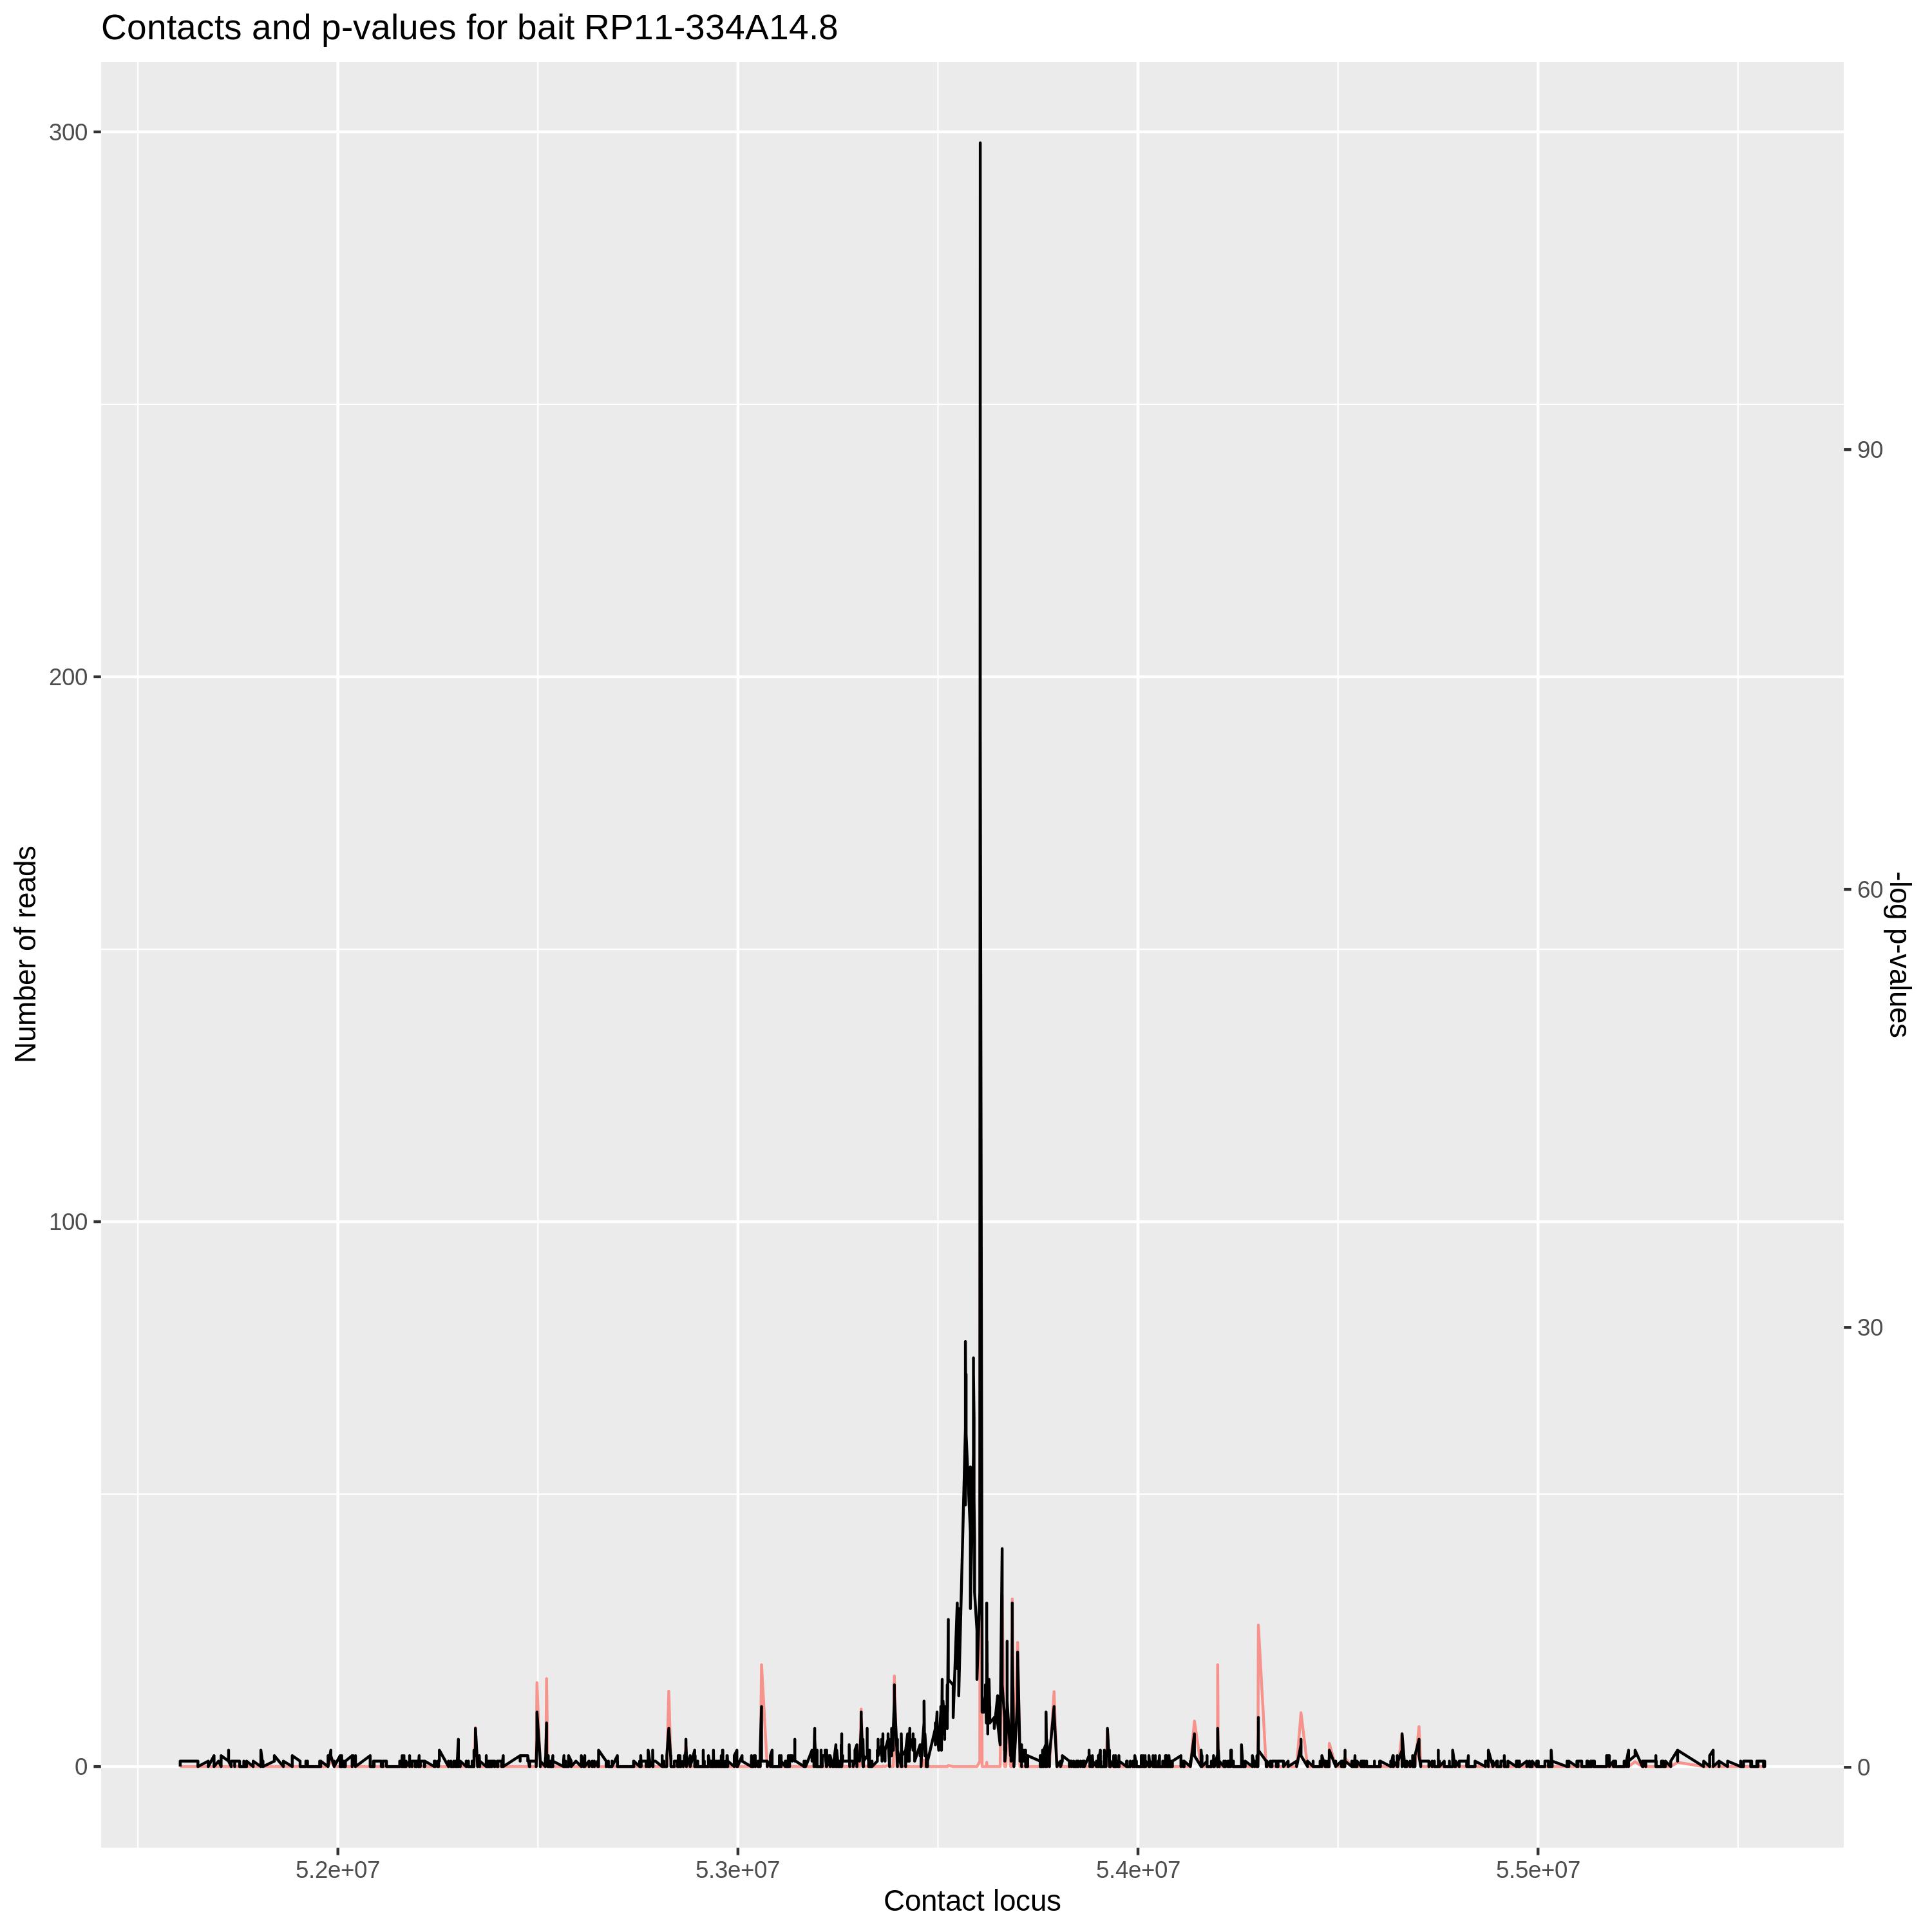 Contacts and p-values for bait RP11-334A14.8
300
200
100
0
Number of reads
90
60
30
0
-log p-values
5.2e+07
5.3e+07
5.4e+07
5.5e+07
Contact locus